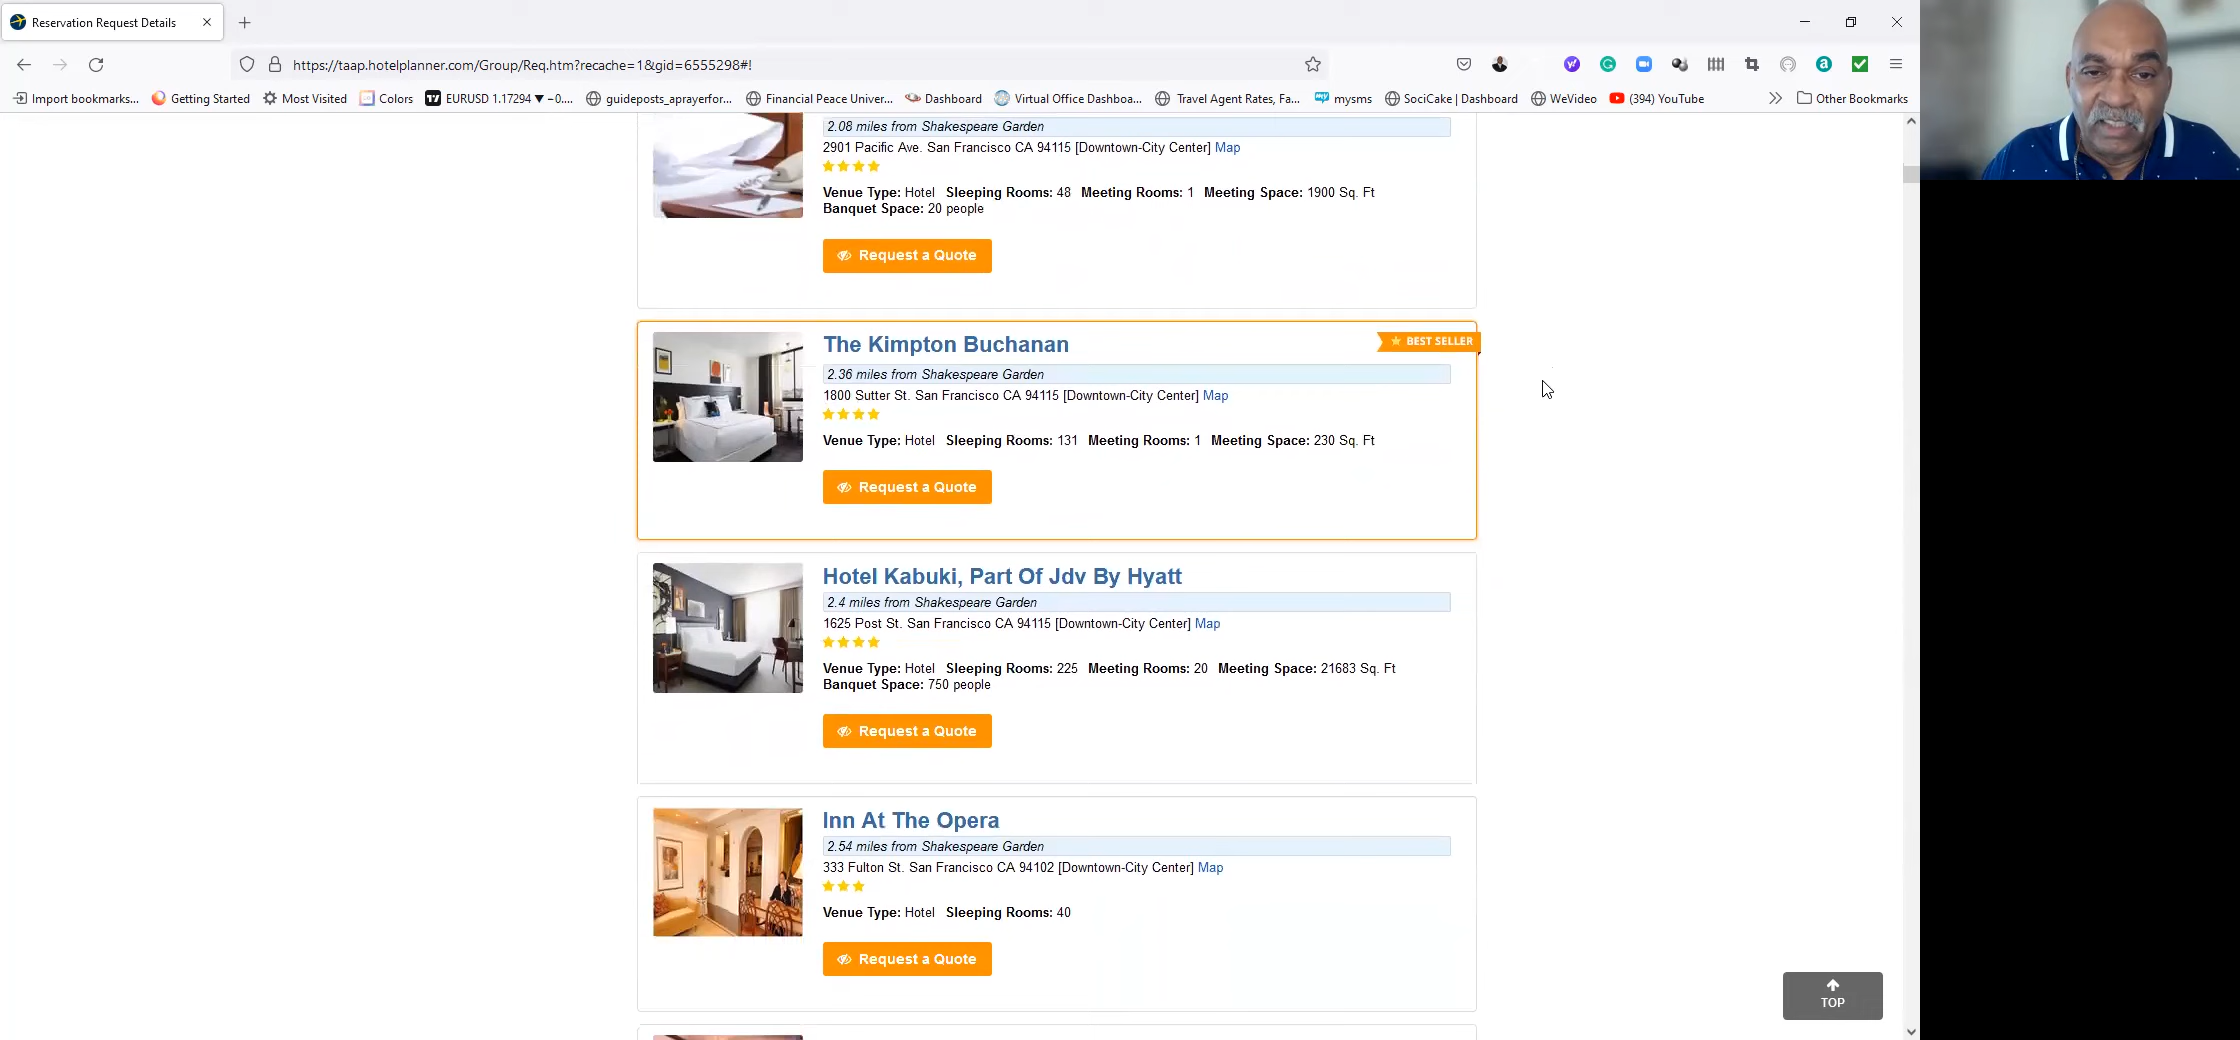 Reservation Request Details
https://taap.hotelplanner.com/Group/Req.htm?recache=1&gid=6555298#!
Import bookmarks... Getting Started Most Visited Colors EURUSD 1.17294 ▼ −0.... guideposts_aprayerfor... Financial Peace Univer... Dashboard Virtual Office Dashboa... Travel Agent Rates, Fa... mysms SociCake | Dashboard WeVideo (394) YouTube Other Bookmarks
2.08 miles from Shakespeare Garden
2901 Pacific Ave. San Francisco CA 94115 [Downtown-City Center] Map
Venue Type: Hotel Sleeping Rooms: 48 Meeting Rooms: 1 Meeting Space: 1900 Sq. Ft
Banquet Space: 20 people
Request a Quote
The Kimpton Buchanan
BEST SELLER
2.36 miles from Shakespeare Garden
1800 Sutter St. San Francisco CA 94115 [Downtown-City Center] Map
Venue Type: Hotel Sleeping Rooms: 131 Meeting Rooms: 1 Meeting Space: 230 Sq. Ft
Request a Quote
Hotel Kabuki, Part Of Jdv By Hyatt
2.4 miles from Shakespeare Garden
1625 Post St. San Francisco CA 94115 [Downtown-City Center] Map
Venue Type: Hotel Sleeping Rooms: 225 Meeting Rooms: 20 Meeting Space: 21683 Sq. Ft
Banquet Space: 750 people
Request a Quote
Inn At The Opera
2.54 miles from Shakespeare Garden
333 Fulton St. San Francisco CA 94102 [Downtown-City Center] Map
Venue Type: Hotel Sleeping Rooms: 40
Request a Quote
TOP